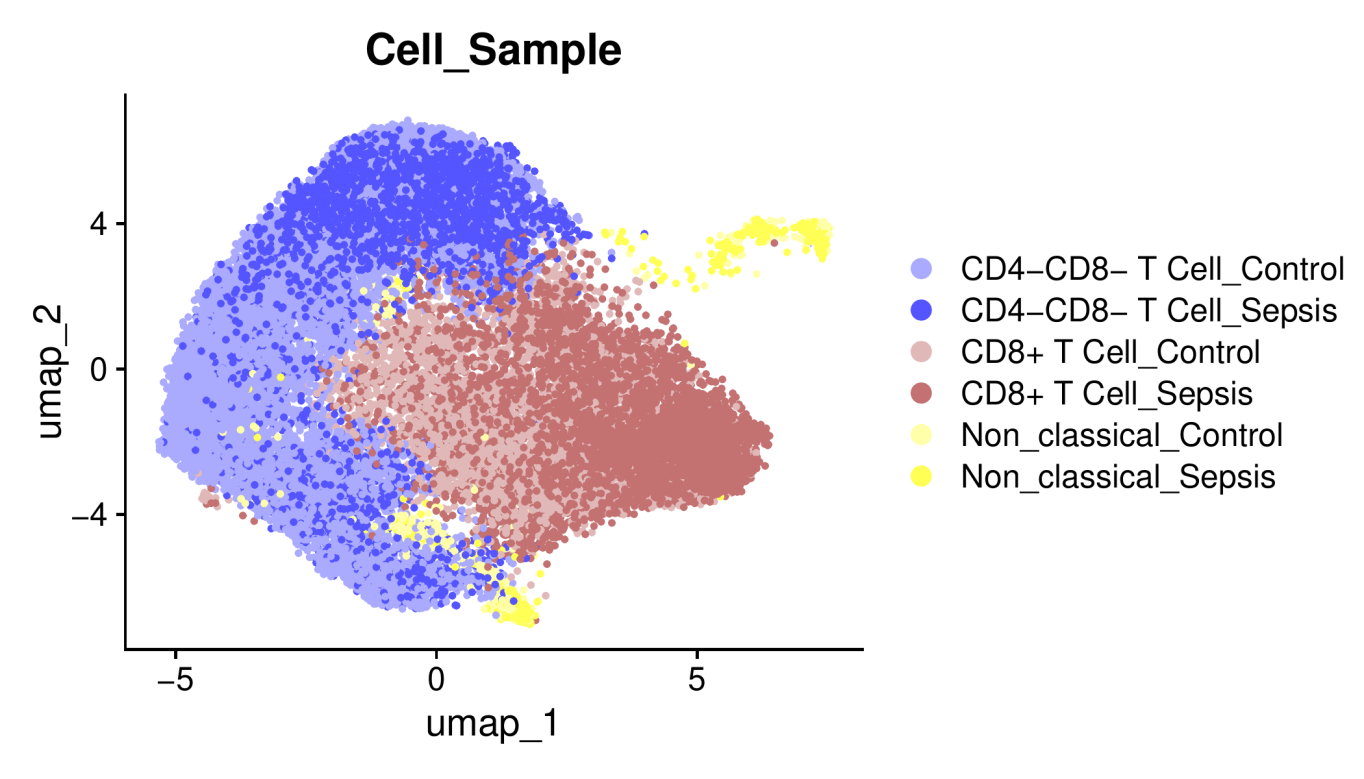 Cell_Sample
umap_2
4
0
−4
−5
0
5
umap_1
CD4−CD8− T Cell_Control
CD4−CD8− T Cell_Sepsis
CD8+ T Cell_Control
CD8+ T Cell_Sepsis
Non_classical_Control
Non_classical_Sepsis